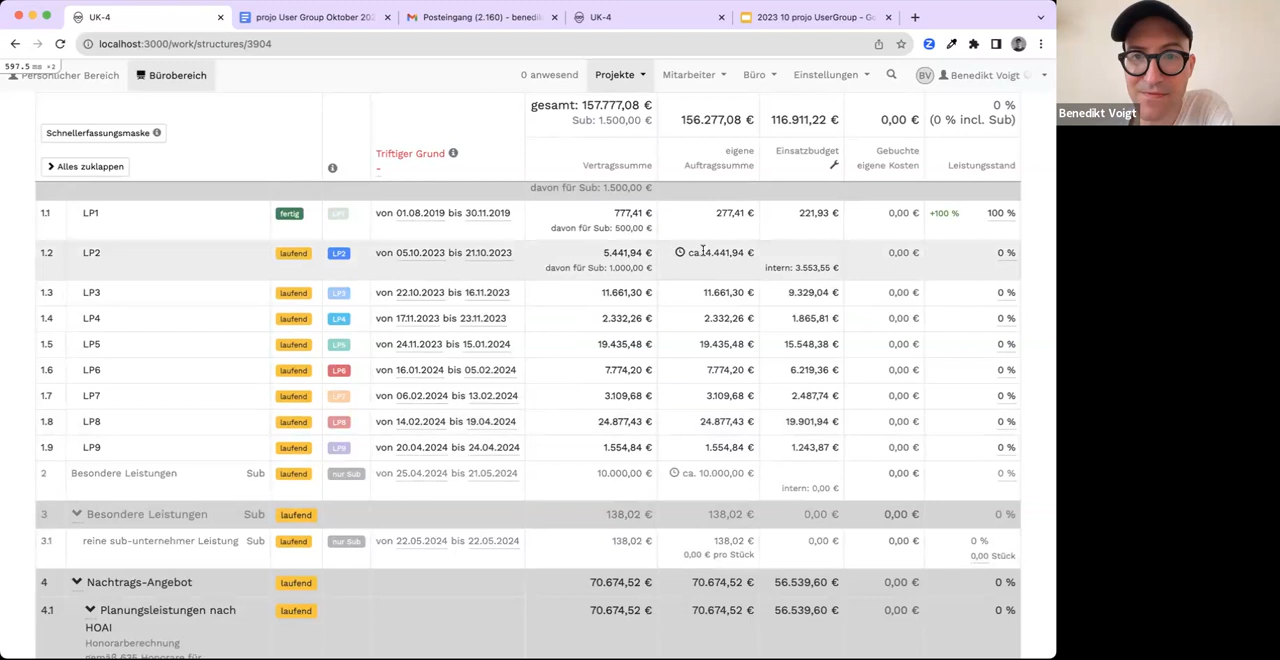 UK-4
projo User Group Oktober 202
Posteingang (2.160) – benedik
UK-4
2023 10 projo UserGroup - Go
localhost:3000/work/structures/3904
597.5 ms ×2
Persönlicher Bereich
Bürobereich
0 anwesend
Projekte
Mitarbeiter
Büro
Einstellungen
BV
Benedikt Voigt
Benedikt Voigt
gesamt: 157.777,08 €
Sub: 1.500,00 €
156.277,08 €
116.911,22 €
0,00 €
0 %
(0 % incl. Sub)
Schnellerfassungsmaske
Alles zuklappen
Triftiger Grund
-
Vertragssumme
eigene Auftragssumme
Einsatzbudget
Gebuchte eigene Kosten
Leistungsstand
davon für Sub: 1.500,00 €
1.1 LP1 fertig LP1 von 01.08.2019 bis 30.11.2019 777,41 € 277,41 € 221,93 € 0,00 € +100 % 100 %
davon für Sub: 500,00 €
1.2 LP2 laufend LP2 von 05.10.2023 bis 21.10.2023 5.441,94 € ca. 4.441,94 € 0,00 € 0 %
davon für Sub: 1.000,00 € intern: 3.553,55 €
1.3 LP3 laufend LP3 von 22.10.2023 bis 16.11.2023 11.661,30 € 11.661,30 € 9.329,04 € 0,00 € 0 %
1.4 LP4 laufend LP4 von 17.11.2023 bis 23.11.2023 2.332,26 € 2.332,26 € 1.865,81 € 0,00 € 0 %
1.5 LP5 laufend LP5 von 24.11.2023 bis 15.01.2024 19.435,48 € 19.435,48 € 15.548,38 € 0,00 € 0 %
1.6 LP6 laufend LP6 von 16.01.2024 bis 05.02.2024 7.774,20 € 7.774,20 € 6.219,36 € 0,00 € 0 %
1.7 LP7 laufend LP7 von 06.02.2024 bis 13.02.2024 3.109,68 € 3.109,68 € 2.487,74 € 0,00 € 0 %
1.8 LP8 laufend LP8 von 14.02.2024 bis 19.04.2024 24.877,43 € 24.877,43 € 19.901,94 € 0,00 € 0 %
1.9 LP9 laufend LP9 von 20.04.2024 bis 24.04.2024 1.554,84 € 1.554,84 € 1.243,87 € 0,00 € 0 %
2 Besondere Leistungen Sub laufend nur Sub von 25.04.2024 bis 21.05.2024 10.000,00 € ca. 10.000,00 € 0,00 € 0 %
intern: 0,00 €
3 Besondere Leistungen Sub laufend 138,02 € 138,02 € 0,00 € 0,00 € 0 %
3.1 reine sub-unternehmer Leistung Sub laufend nur Sub von 22.05.2024 bis 22.05.2024 138,02 € 138,02 € 0,00 € 0,00 € 0 %
0,00 € pro Stück 0,00 Stück
4 Nachtrags-Angebot laufend 70.674,52 € 70.674,52 € 56.539,60 € 0,00 € 0 %
4.1 Planungsleistungen nach laufend 70.674,52 € 70.674,52 € 56.539,60 € 0,00 € 0 %
HOAI
Honorarberechnung
gemäß §35 Honorare für